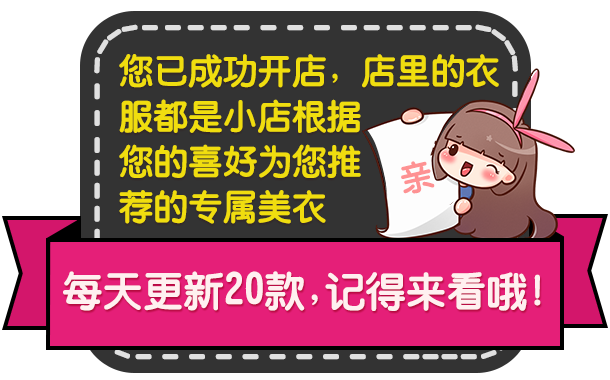 您已成功开店，店里的衣
服都是小店根据
您的喜好为您推
荐的专属美衣
亲
每天更新20款,记得来看哦!